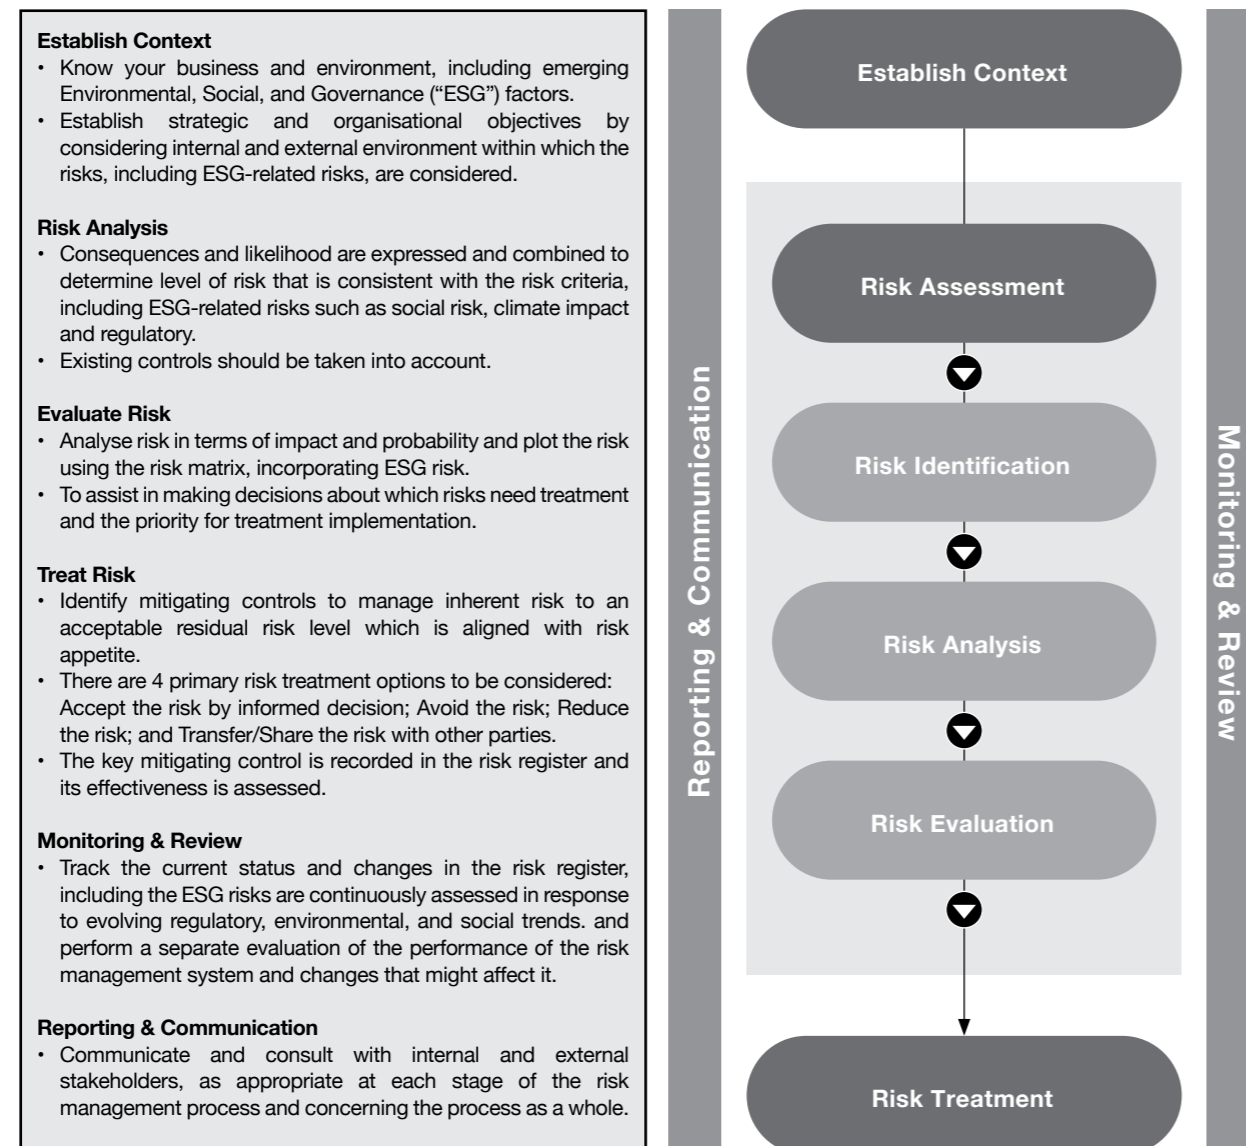 Establish Context
• Know your business and environment, including emerging
Environmental, Social, and Governance (“ESG”) factors.
• Establish strategic and organisational objectives by
considering internal and external environment within which the
risks, including ESG-related risks, are considered.
Risk Analysis
• Consequences and likelihood are expressed and combined to
determine level of risk that is consistent with the risk criteria,
including ESG-related risks such as social risk, climate impact
and regulatory.
• Existing controls should be taken into account.
Evaluate Risk
• Analyse risk in terms of impact and probability and plot the risk
using the risk matrix, incorporating ESG risk.
• To assist in making decisions about which risks need treatment
and the priority for treatment implementation.
Treat Risk
• Identify mitigating controls to manage inherent risk to an
acceptable residual risk level which is aligned with risk
appetite.
• There are 4 primary risk treatment options to be considered:
Accept the risk by informed decision; Avoid the risk; Reduce
the risk; and Transfer/Share the risk with other parties.
• The key mitigating control is recorded in the risk register and
its effectiveness is assessed.
Monitoring & Review
• Track the current status and changes in the risk register,
including the ESG risks are continuously assessed in response
to evolving regulatory, environmental, and social trends. and
perform a separate evaluation of the performance of the risk
management system and changes that might affect it.
Reporting & Communication
• Communicate and consult with internal and external
stakeholders, as appropriate at each stage of the risk
management process and concerning the process as a whole.
Reporting & Communication
Establish Context
Risk Assessment
Risk Identification
Risk Analysis
Risk Evaluation
Risk Treatment
Monitoring & Review